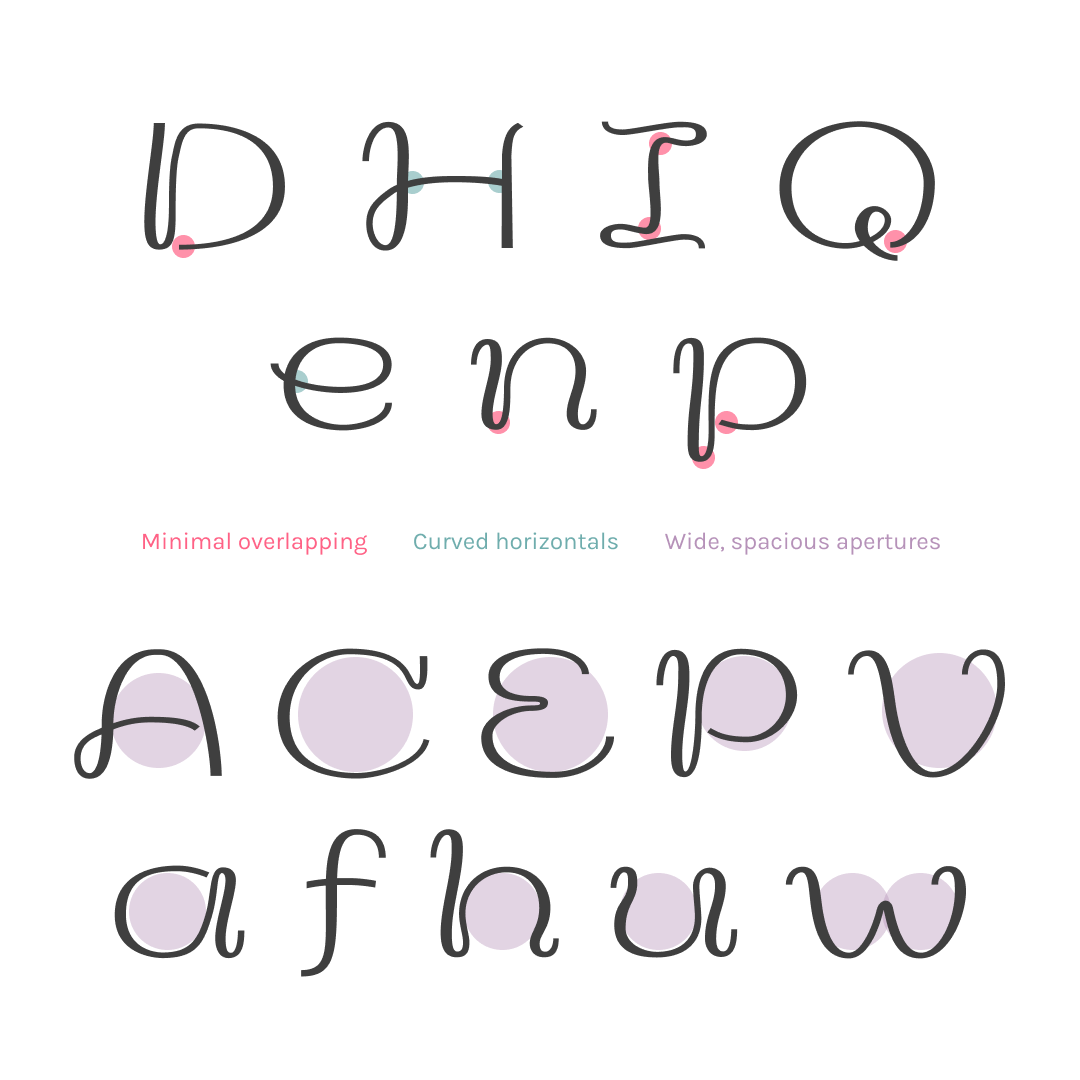 D H I Q
e n p
Minimal overlapping Curved horizontals Wide, spacious apertures
A C E P V
a f h u w